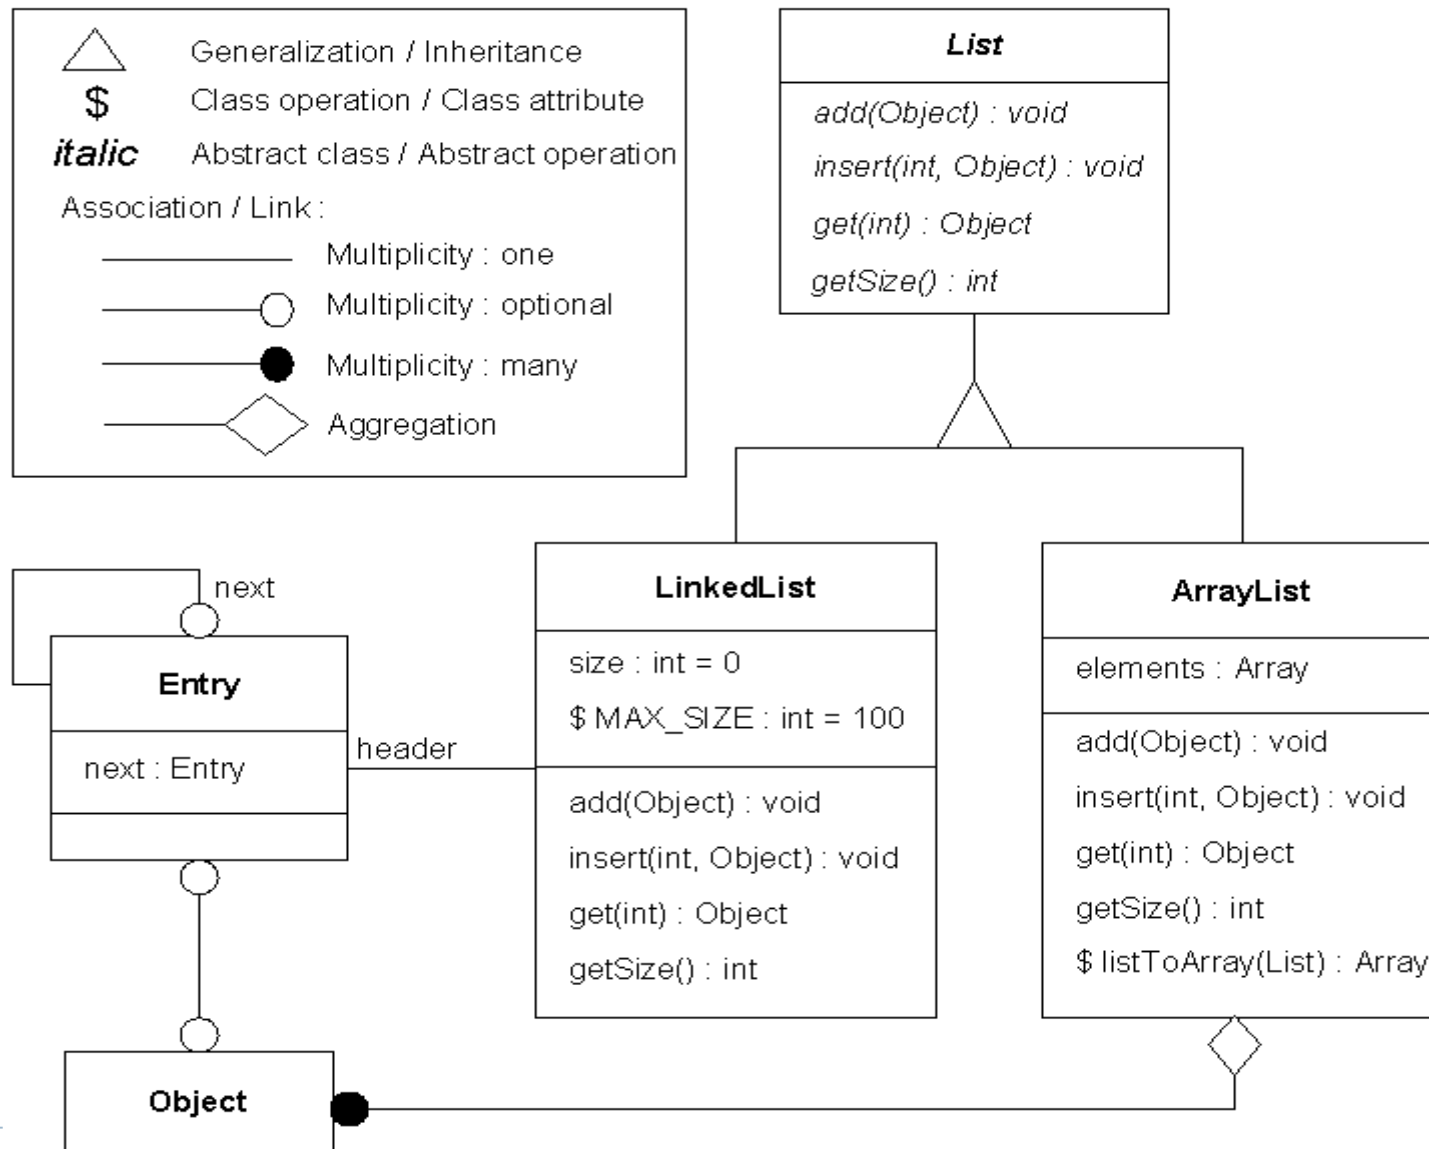 Generalization / Inheritance
$ Class operation / Class attribute
italic Abstract class / Abstract operation
Association / Link :
Multiplicity : one
Multiplicity : optional
Multiplicity : many
Aggregation
List
add(Object) : void
insert(int, Object) : void
get(int) : Object
getSize() : int
next
Entry
next : Entry
header
LinkedList
size : int = 0
$ MAX_SIZE : int = 100
add(Object) : void
insert(int, Object) : void
get(int) : Object
getSize() : int
ArrayList
elements : Array
add(Object) : void
insert(int, Object) : void
get(int) : Object
getSize() : int
$ listToArray(List) : Array
Object